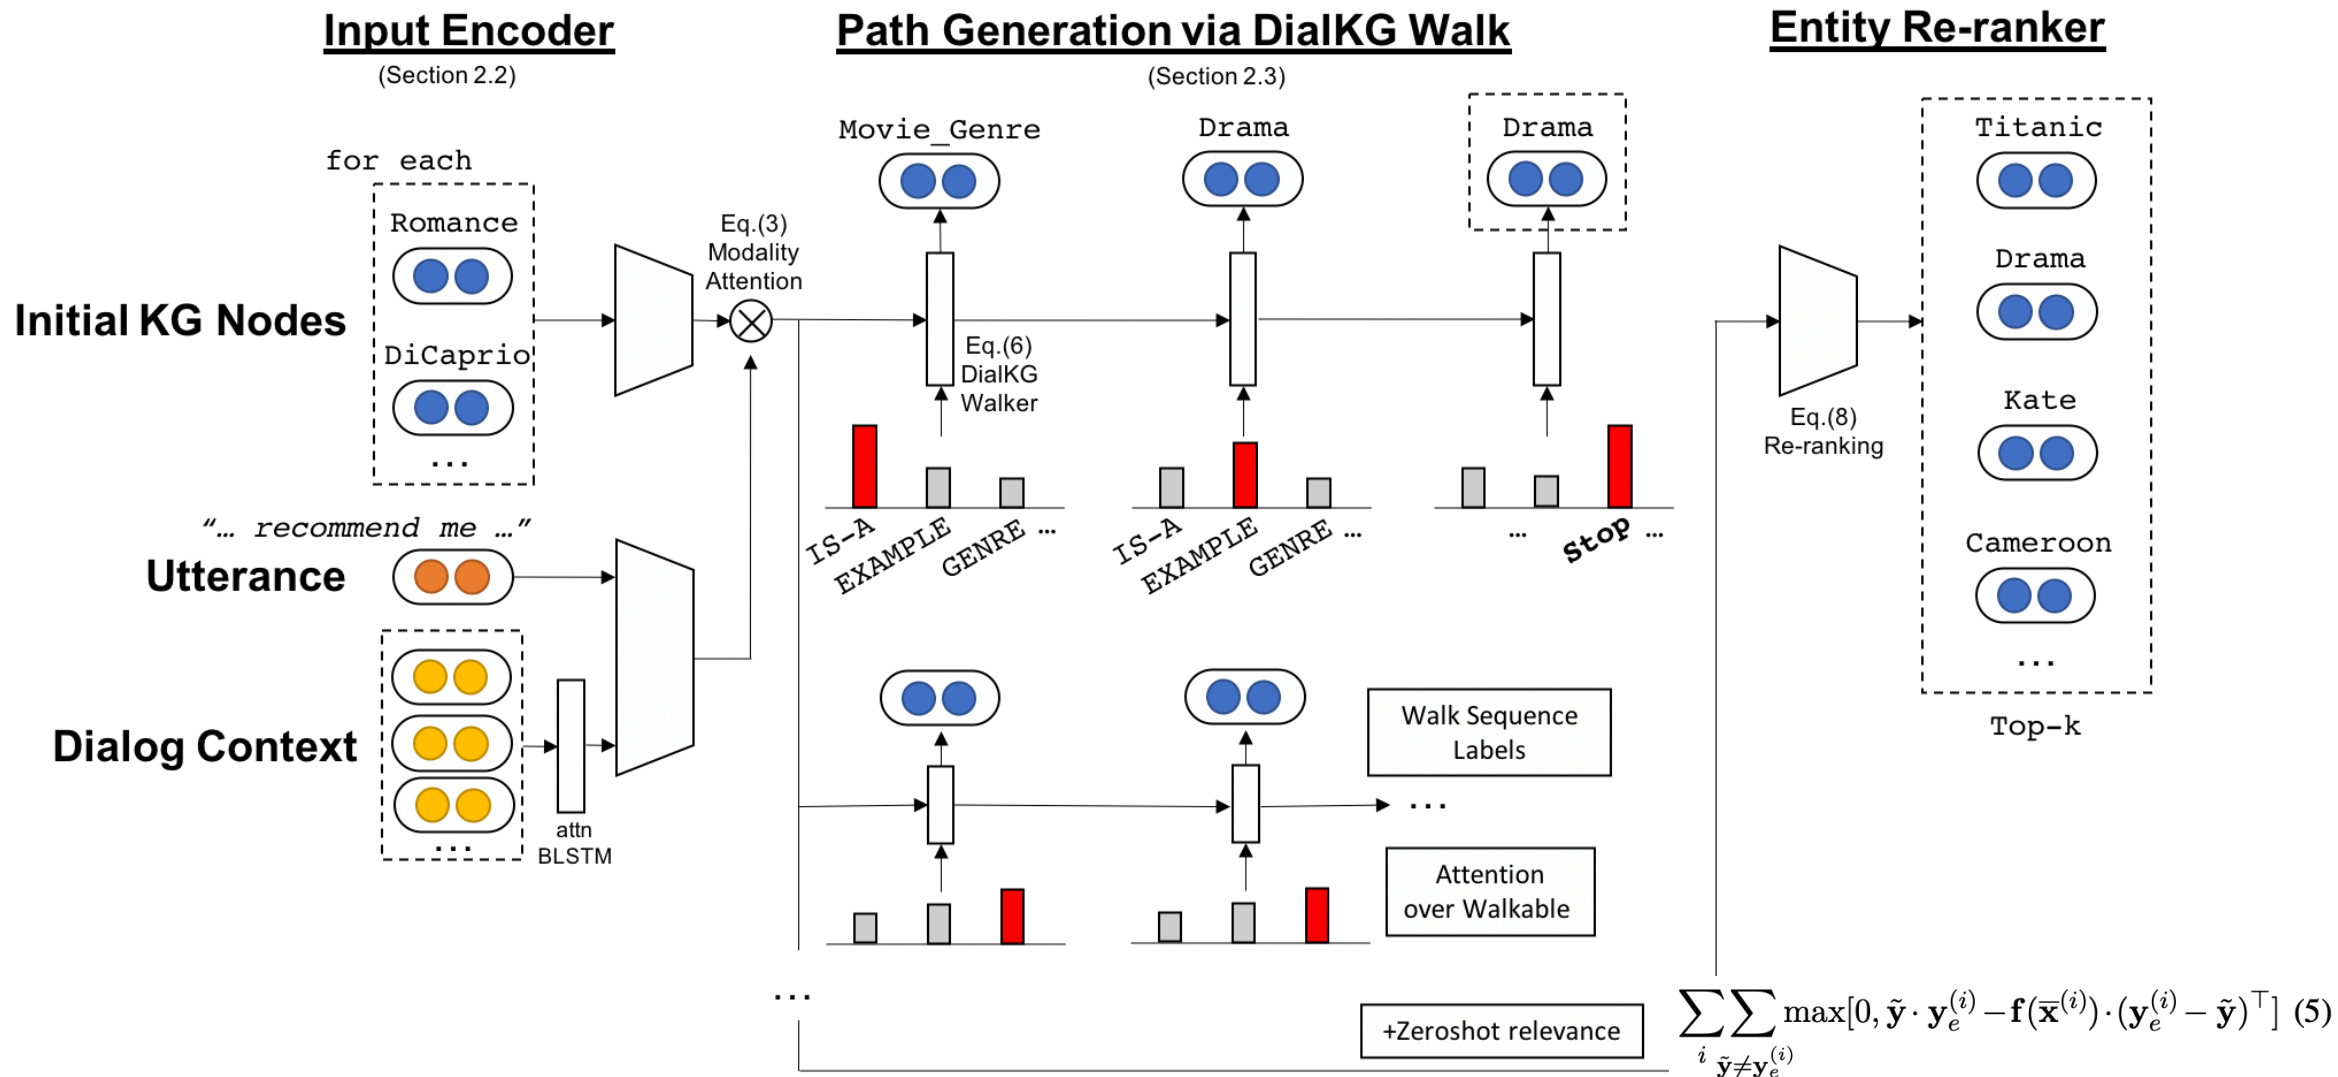 Input Encoder
(Section 2.2)
Path Generation via DialKG Walk
(Section 2.3)
Entity Re-ranker
for each
Romance
DiCaprio
...
Initial KG Nodes
“… recommend me …”
Utterance
Dialog Context
...
attn
BLSTM
Eq.(3)
Modality
Attention
Movie_Genre
Drama
Drama
Eq.(6)
DialKG
Walker
IS-A EXAMPLE GENRE …
IS-A EXAMPLE GENRE …
… Stop …
Walk Sequence
Labels
...
Attention
over Walkable
...
+Zeroshot relevance
Eq.(8)
Re-ranking
Titanic
Drama
Kate
Cameroon
...
Top-k
∑_i ∑_{ỹ≠y_e^{(i)}} max[0, ỹ · y_e^{(i)} − f(x̅^{(i)}) · (y_e^{(i)} − ỹ)^⊤] (5)